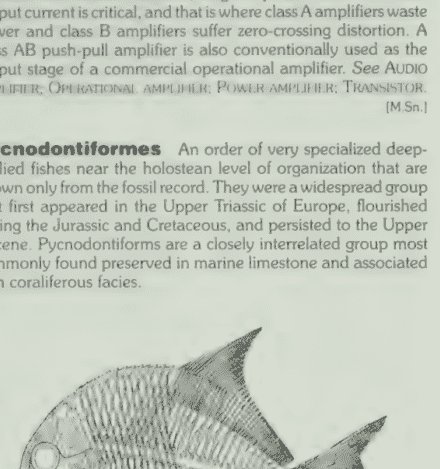 put current is critical, and that is where class A amplifiers waste
ver and class B amplifiers suffer zero-crossing distortion. A
s AB push-pull amplifier is also conventionally used as the
put stage of a commercial operational amplifier. See AUDIO
PLIFIER; OPERATIONAL AMPLIFIER; POWER AMPLIFIER; TRANSISTOR.
[M.Sn.]
cnodontiformes An order of very specialized deep-
lied fishes near the holostean level of organization that are
own only from the fossil record. They were a widespread group
t first appeared in the Upper Triassic of Europe, flourished
ing the Jurassic and Cretaceous, and persisted to the Upper
cene. Pycnodontiforms are a closely interrelated group most
mmonly found preserved in marine limestone and associated
h coraliferous facies.